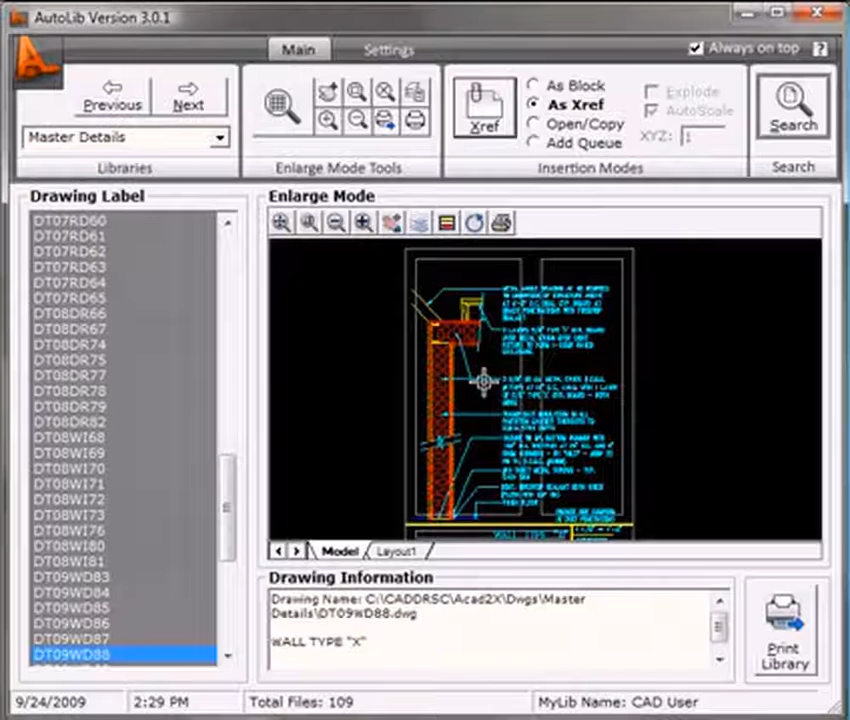 AutoLib Version 3.0.1
Main
Settings
Always on top
?
Previous
Next
Master Details
Libraries
Enlarge Mode Tools
Xref
As Block
As Xref
Open/Copy
Add Queue
Explode
AutoScale
XYZ: 1
Insertion Modes
Search
Search
Drawing Label
DT07RD60
DT07RD61
DT07RD62
DT07RD63
DT07RD64
DT07RD65
DT08DR66
DT08DR67
DT08DR74
DT08DR75
DT08DR77
DT08DR78
DT08DR79
DT08DR82
DT08WI68
DT08WI69
DT08WI70
DT08WI71
DT08WI72
DT08WI73
DT08WI76
DT08WI80
DT08WI81
DT09WD83
DT09WD84
DT09WD85
DT09WD86
DT09WD87
DT09WD88
Enlarge Mode
WALL TYPE "X"
Model
Layout1
Drawing Information
Drawing Name: C:\CADDRSC\Acad2X\Dwgs\Master
Details\DT09WD88.dwg
WALL TYPE "X"
Print
Library
9/24/2009
2:29 PM
Total Files: 109
MyLib Name: CAD User